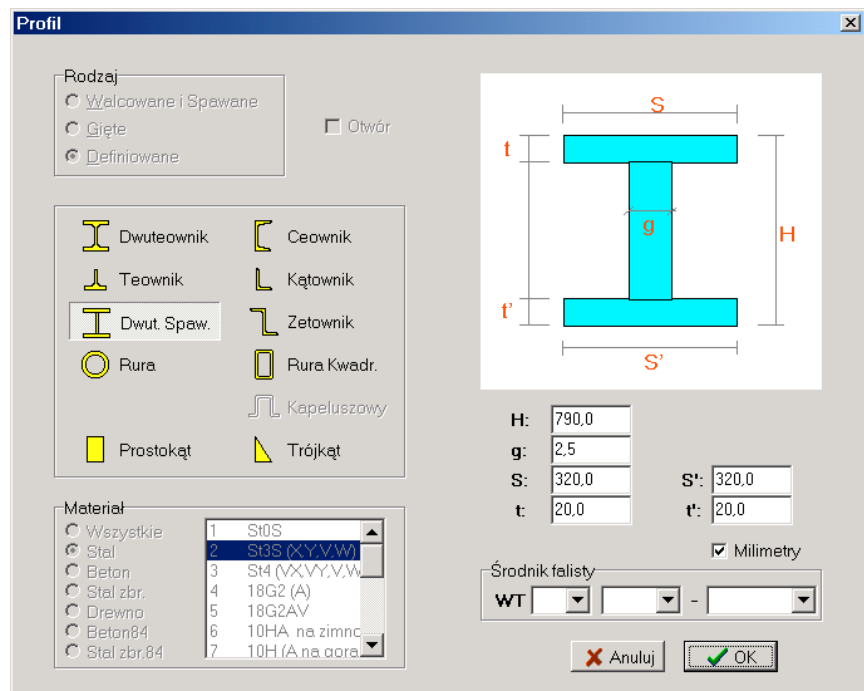 Profil
Rodzaj
Walcowane i Spawane
Gięte
Definiowane
Otwór
Dwuteownik
Ceownik
Teownik
Kątownik
Dwut. Spaw.
Zetownik
Rura
Rura Kwadr.
Kapeluszowy
Prostokąt
Trójkąt
S
t
g
H
t'
S'
H: 790,0
g: 2,5
S: 320,0
S': 320,0
t: 20,0
t': 20,0
Milimetry
Materiał
Wszystkie
Stal
Beton
Stal zbr.
Drewno
Beton84
Stal zbr.84
1 St0S
2 St3S (X,Y,V,W)
3 St4 (VX,VY,V,W
4 18G2 (A)
5 18G2AV
6 10HA na zimno
7 10H (A na gora
Środnik falisty
WT -
Anuluj
OK